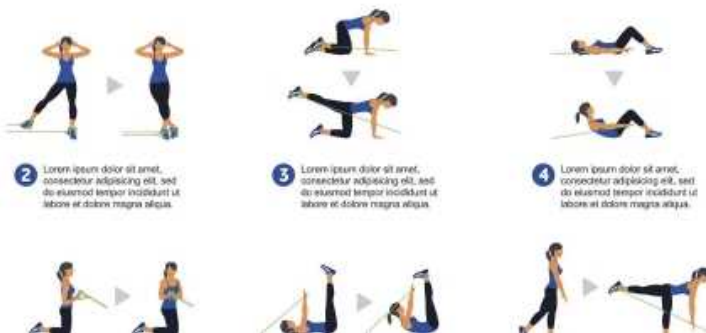 2
Lorem ipsum dolor sit amet,
consectetur adipisicing elit, sed
do eiusmod tempor incididunt ut
labore et dolore magna aliqua.
3
Lorem ipsum dolor sit amet,
consectetur adipisicing elit, sed
do eiusmod tempor incididunt ut
labore et dolore magna aliqua.
4
Lorem ipsum dolor sit amet,
consectetur adipisicing elit, sed
do eiusmod tempor incididunt ut
labore et dolore magna aliqua.